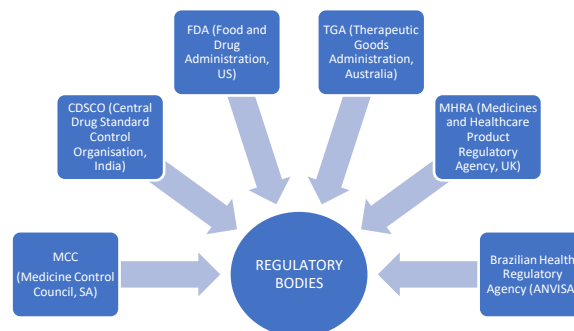 FDA (Food and
Drug
Administration,
US)
TGA (Therapeutic
Goods
Administration,
Australia)
CDSCO (Central
Drug Standard
Control
Organisation,
India)
MHRA (Medicines
and Healthcare
Product
Regulatory
Agency, UK)
MCC
(Medicine Control
Council, SA)
REGULATORY
BODIES
Brazilian Health
Regulatory
Agency (ANVISA